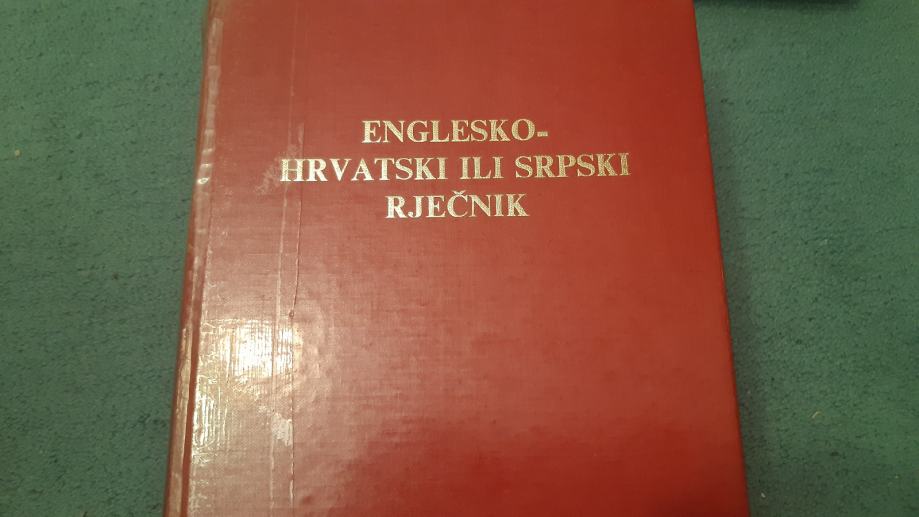 ENGLESKO-
HRVATSKI ILI SRPSKI
RJEČNIK